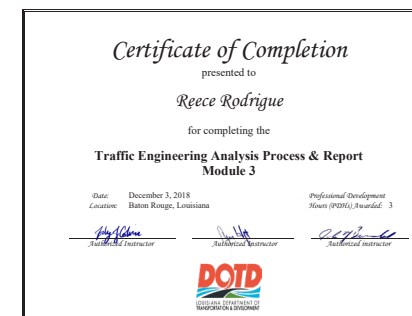 Certificate of Completion
presented to
Reece Rodrigue
for completing the
Traffic Engineering Analysis Process & Report
Module 3
Date: December 3, 2018
Location: Baton Rouge, Louisiana
Professional Development
Hours (PDHs) Awarded: 3
Authorized Instructor
Authorized Instructor
Authorized instructor
DOTD
LOUISIANA DEPARTMENT OF
TRANSPORTATION & DEVELOPMENT